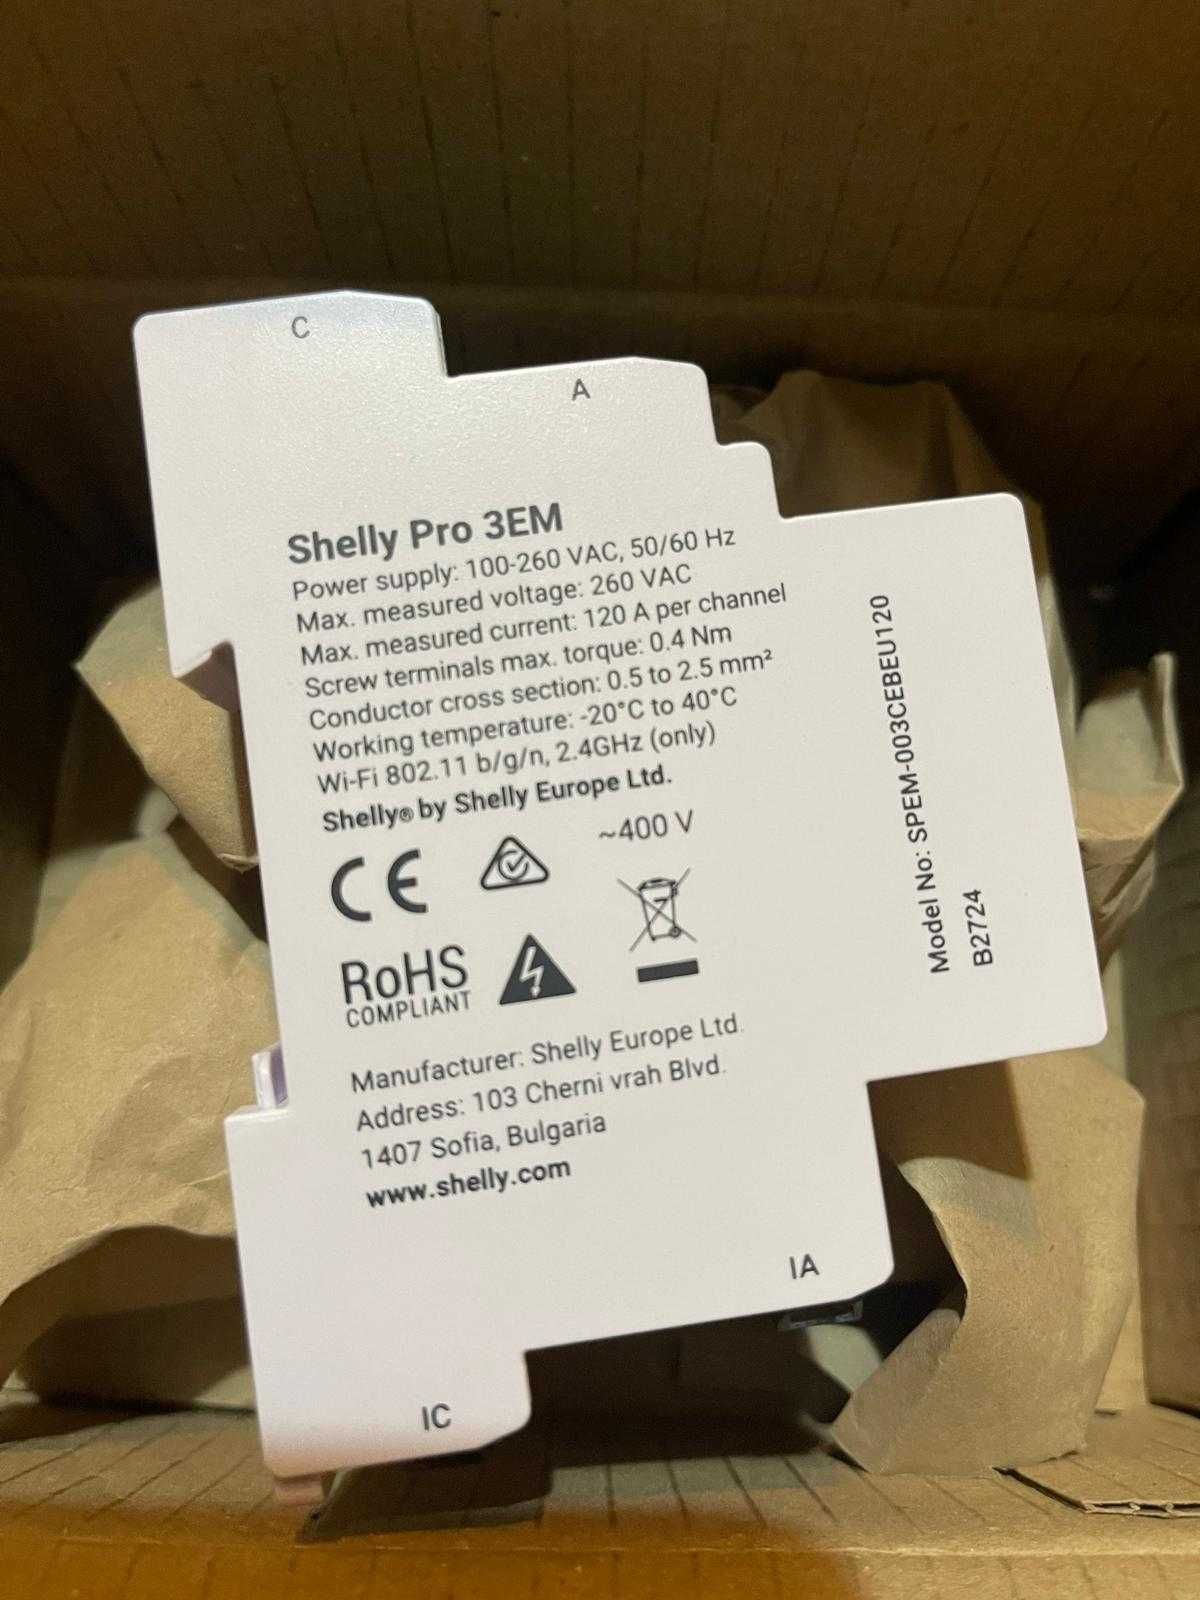 C
A
Shelly Pro 3EM
Power supply: 100-260 VAC, 50/60 Hz
Max. measured voltage: 260 VAC
Max. measured current: 120 A per channel
Screw terminals max. torque: 0.4 Nm
Conductor cross section: 0.5 to 2.5 mm²
Working temperature: -20°C to 40°C
Wi-Fi 802.11 b/g/n, 2.4GHz (only)
Shelly® by Shelly Europe Ltd.
~400 V
CE
RoHS
COMPLIANT
Manufacturer: Shelly Europe Ltd.
Address: 103 Cherni vrah Blvd.
1407 Sofia, Bulgaria
www.shelly.com
Model No: SPEM-003CEBEU120
B2724
IA
IC